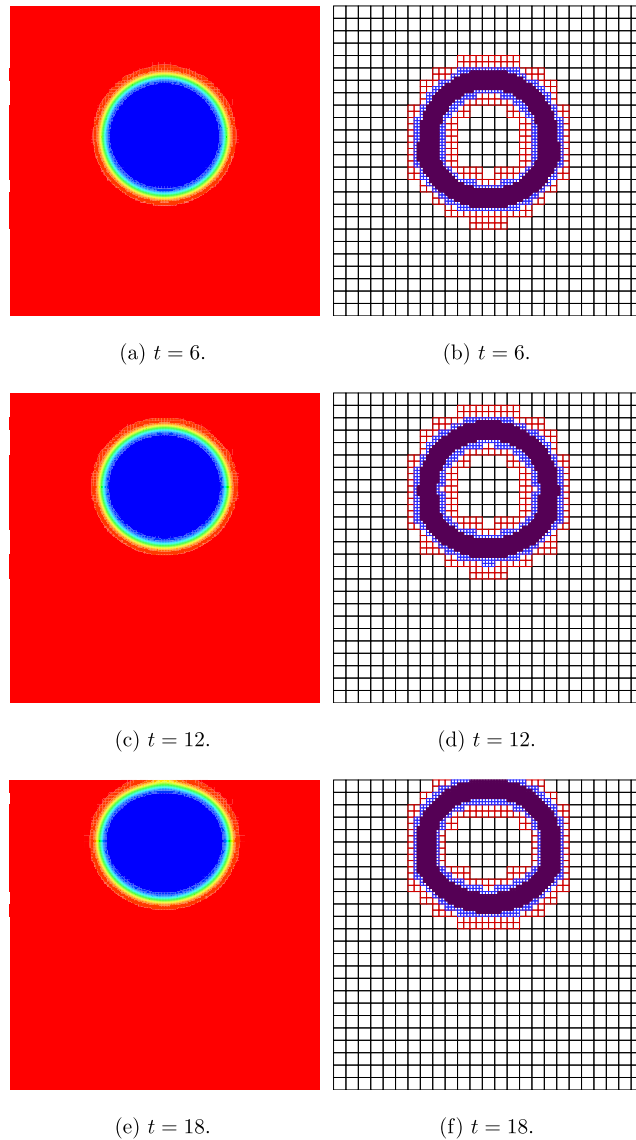 (a) t = 6.
(b) t = 6.
(c) t = 12.
(d) t = 12.
(e) t = 18.
(f) t = 18.